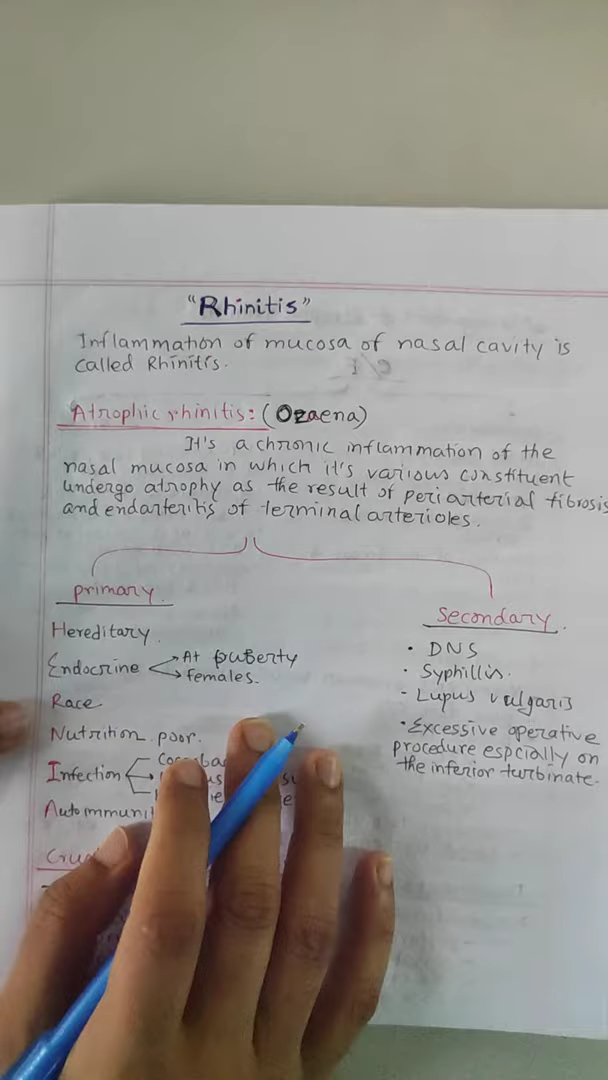 "Rhinitis"
Inflammation of mucosa of nasal cavity is
called Rhinitis.
Atrophic rhinitis: (Ozaena)
It's a chronic inflammation of the
nasal mucosa in which it's various constituent
undergo atrophy as the result of periarterial fibrosis
and endarteritis of terminal arterioles.
primary.
Hereditary.
Endocrine
At puberty
females.
Race
Nutrition poor.
Infection
Secondary.
• DNS
• Syphillis.
- Lupus vulgaris
• Excessive operative
procedure espcially on
the inferior turbinate.